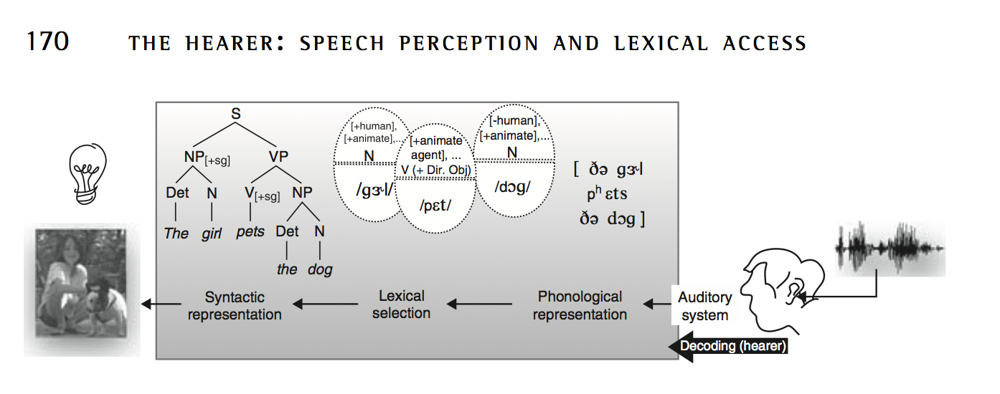 170 THE HEARER: SPEECH PERCEPTION AND LEXICAL ACCESS
S
NP[+sg] VP
Det N V[+sg] NP
The girl pets Det N
the dog
[+human],
[+animate],...
N
/gɝl/
[+animate
agent], ...
V (+ Dir. Obj)
/pɛt/
[-human],
[+animate],...
N
/dɔg/
[ ðə gɝl
pʰ ɛts
ðə dɔg ]
Syntactic
representation
Lexical
selection
Phonological
representation
Auditory
system
Decoding (hearer)